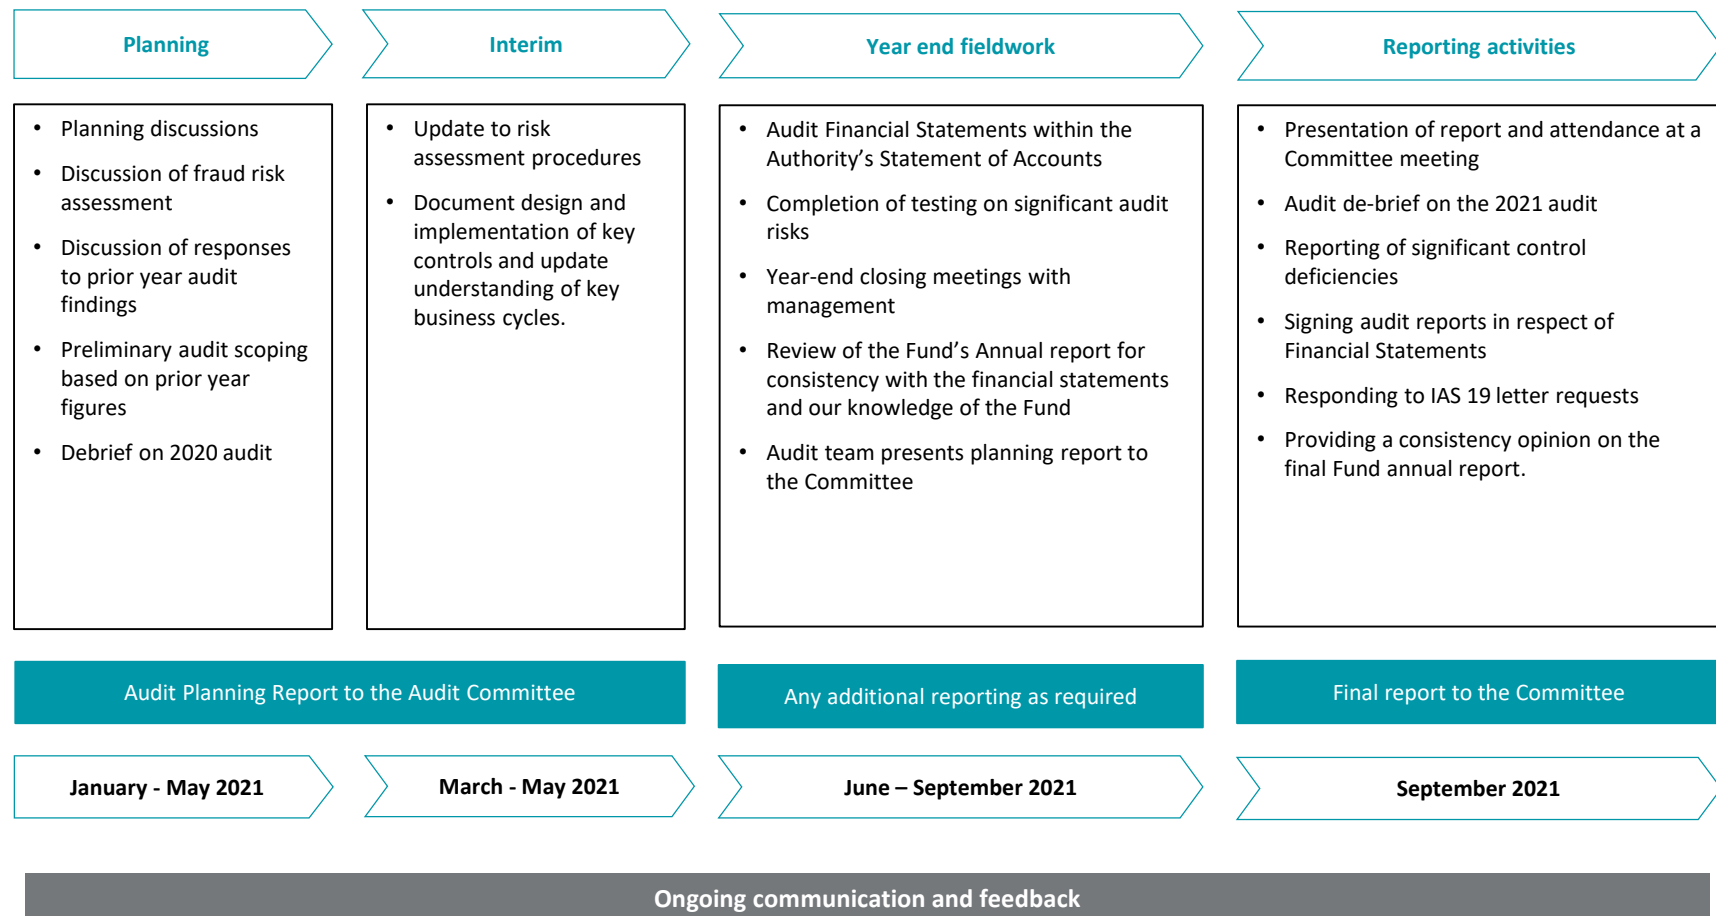 Planning
Interim
Year end fieldwork
Reporting activities
• Planning discussions
• Discussion of fraud risk
assessment
• Discussion of responses
to prior year audit
findings
• Preliminary audit scoping
based on prior year
figures
• Debrief on 2020 audit
• Update to risk
assessment procedures
• Document design and
implementation of key
controls and update
understanding of key
business cycles.
• Audit Financial Statements within the
Authority’s Statement of Accounts
• Completion of testing on significant audit
risks
• Year-end closing meetings with
management
• Review of the Fund’s Annual report for
consistency with the financial statements
and our knowledge of the Fund
• Audit team presents planning report to
the Committee
• Presentation of report and attendance at a
Committee meeting
• Audit de-brief on the 2021 audit
• Reporting of significant control
deficiencies
• Signing audit reports in respect of
Financial Statements
• Responding to IAS 19 letter requests
• Providing a consistency opinion on the
final Fund annual report.
Audit Planning Report to the Audit Committee
Any additional reporting as required
Final report to the Committee
January - May 2021
March - May 2021
June – September 2021
September 2021
Ongoing communication and feedback